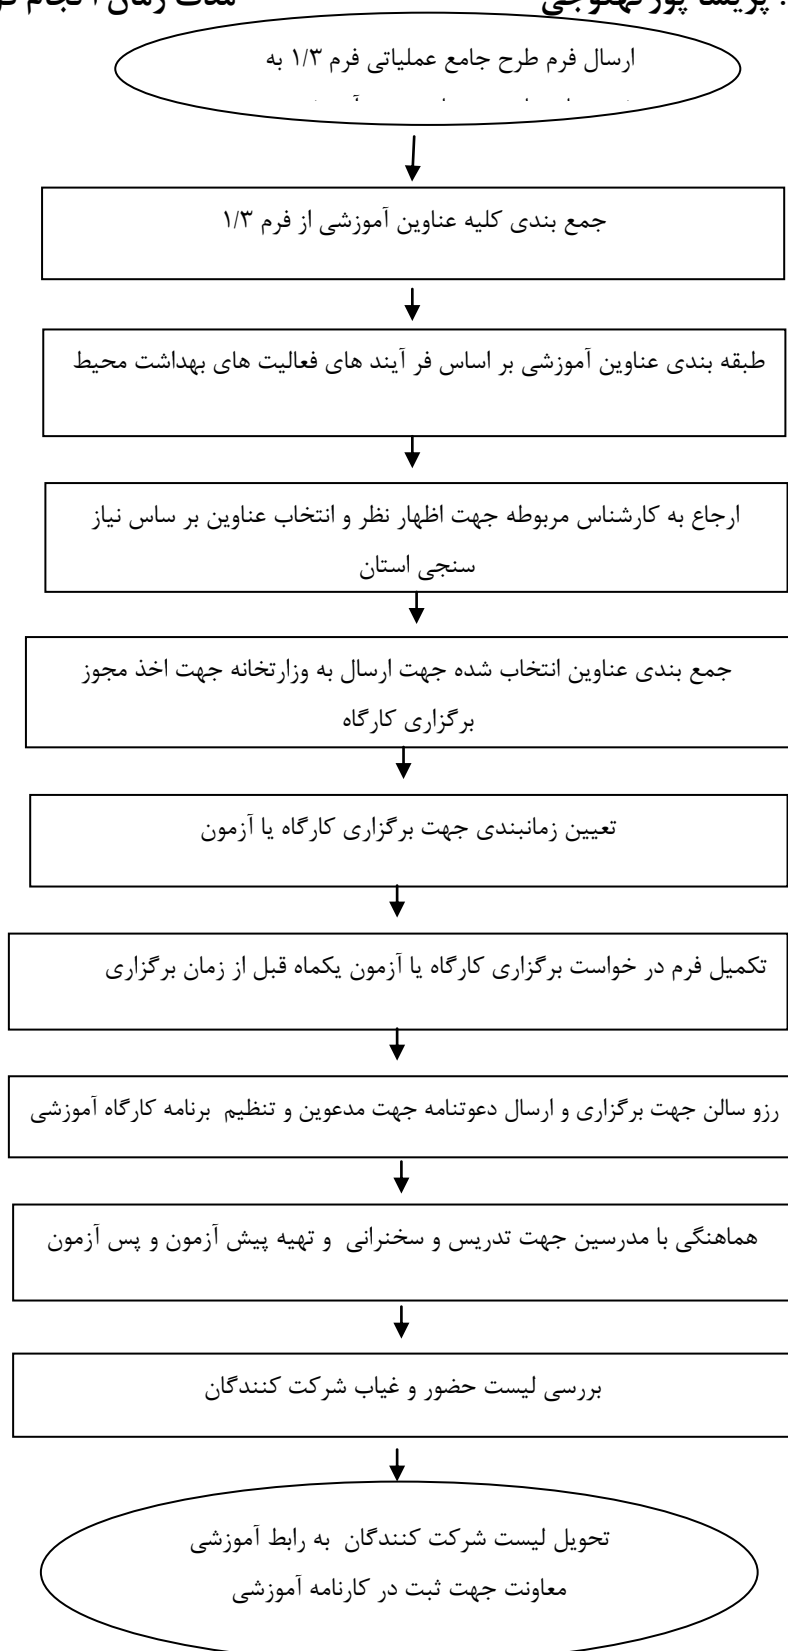 پریسا پور
مدت زمان انجام
ارسال فرم طرح جامع عملیاتی فرم ۱/۳ به
جمع بندی کلیه عناوین آموزشی از فرم ۱/۳
طبقه بندی عناوین آموزشی بر اساس فر آیند های فعالیت های بهداشت محیط
ارجاع به کارشناس مربوطه جهت اظهار نظر و انتخاب عناوین بر ساس نیاز
سنجی استان
جمع بندی عناوین انتخاب شده جهت ارسال به وزارتخانه جهت اخذ مجوز
برگزاری کارگاه
تعیین زمانبندی جهت برگزاری کارگاه یا آزمون
تکمیل فرم در خواست برگزاری کارگاه یا آزمون یکماه قبل از زمان برگزاری
رزو سالن جهت برگزاری و ارسال دعوتنامه جهت مدعوین و تنظیم برنامه کارگاه آموزشی
هماهنگی با مدرسین جهت تدریس و سخنرانی و تهیه پیش آزمون و پس آزمون
بررسی لیست حضور و غیاب شرکت کنندگان
تحویل لیست شرکت کنندگان به رابط آموزشی
معاونت جهت ثبت در کارنامه آموزشی